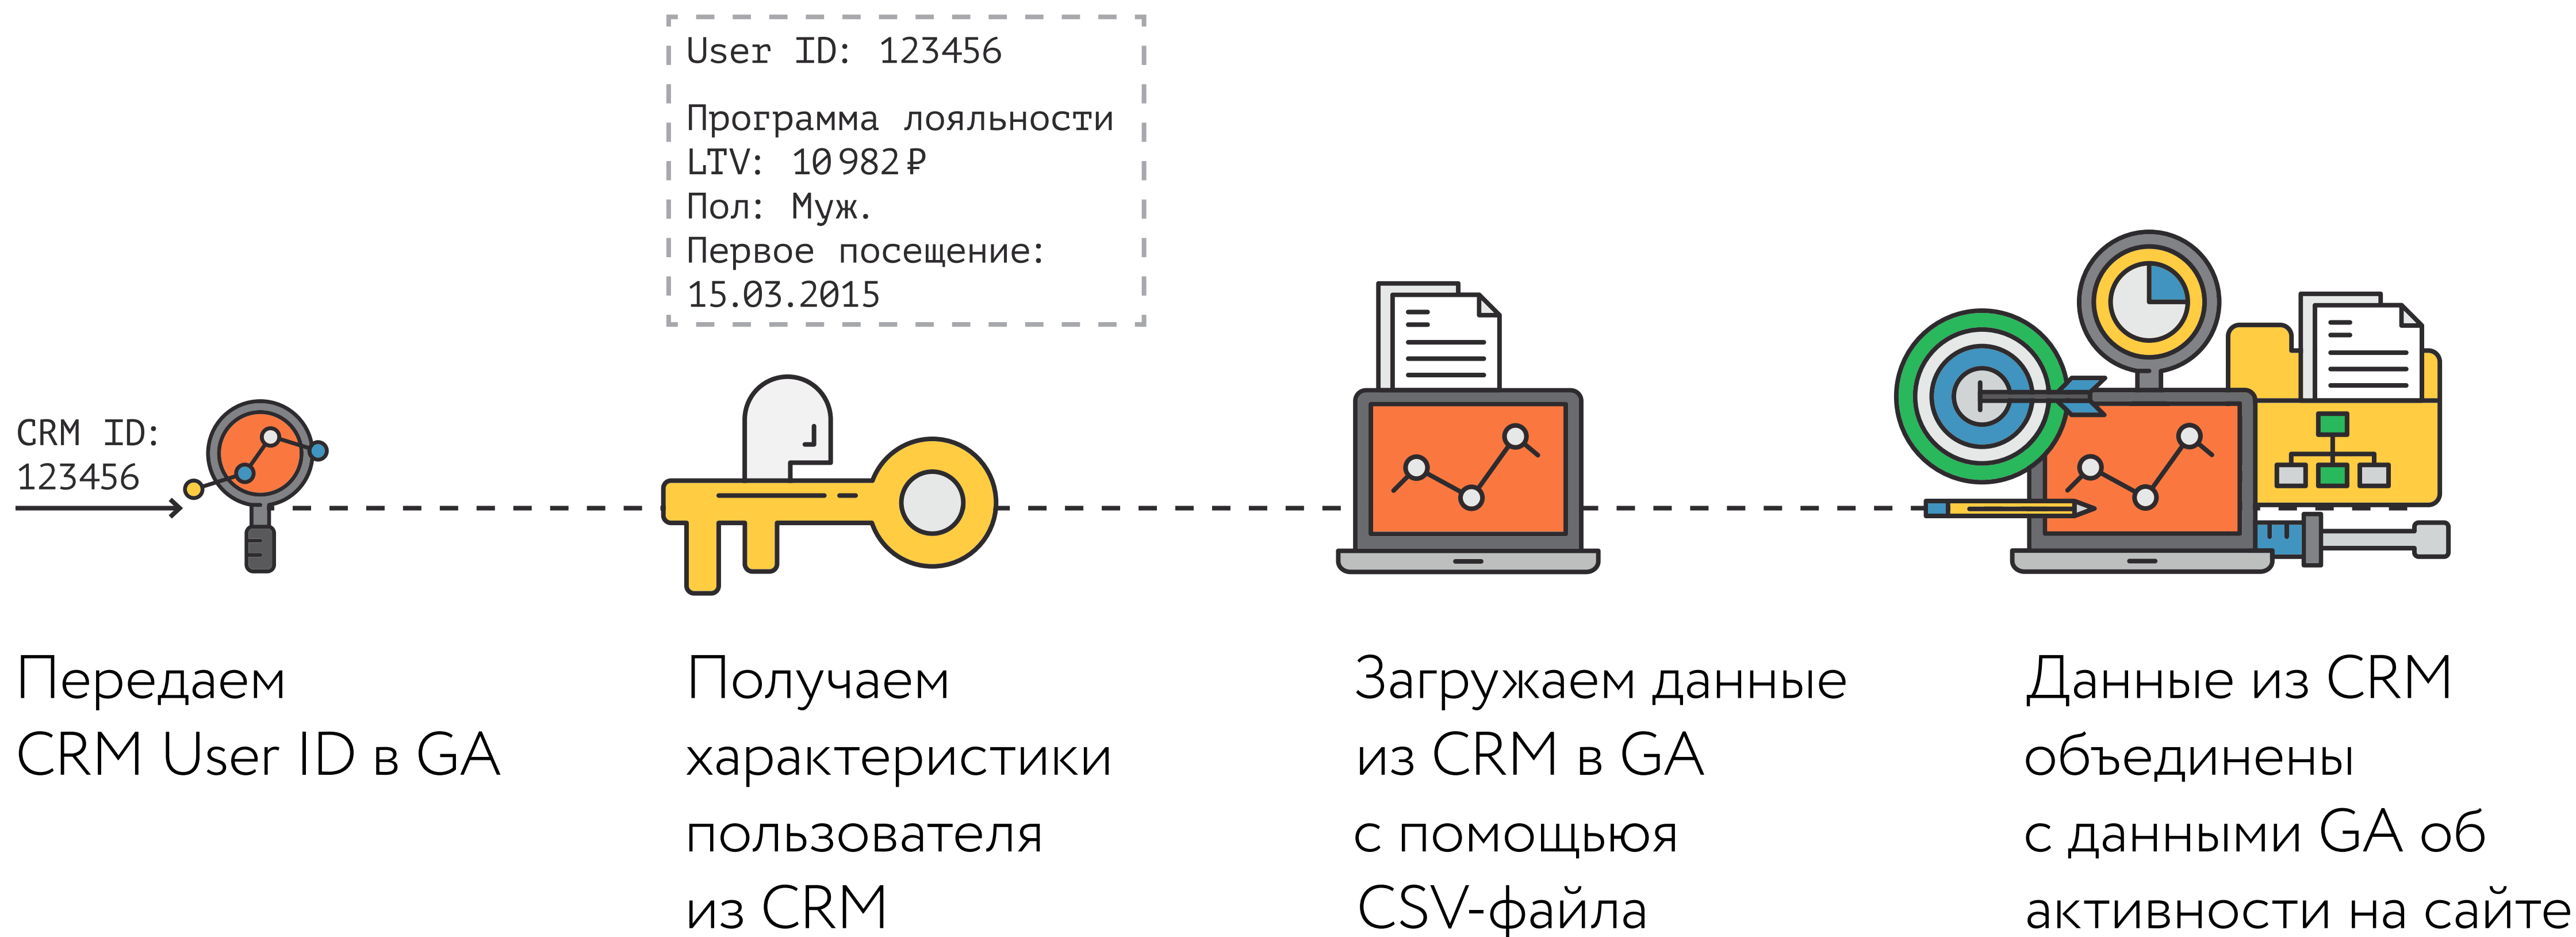 User ID: 123456
Программа лояльности
LTV: 10 982 ₽
Пол: Муж.
Первое посещение:
15.03.2015
CRM ID:
123456
Передаем
CRM User ID в GA
Получаем
характеристики
пользователя
из CRM
Загружаем данные
из CRM в GA
с помощьюя
CSV-файла
Данные из CRM
объединены
с данными GA об
активности на сайте